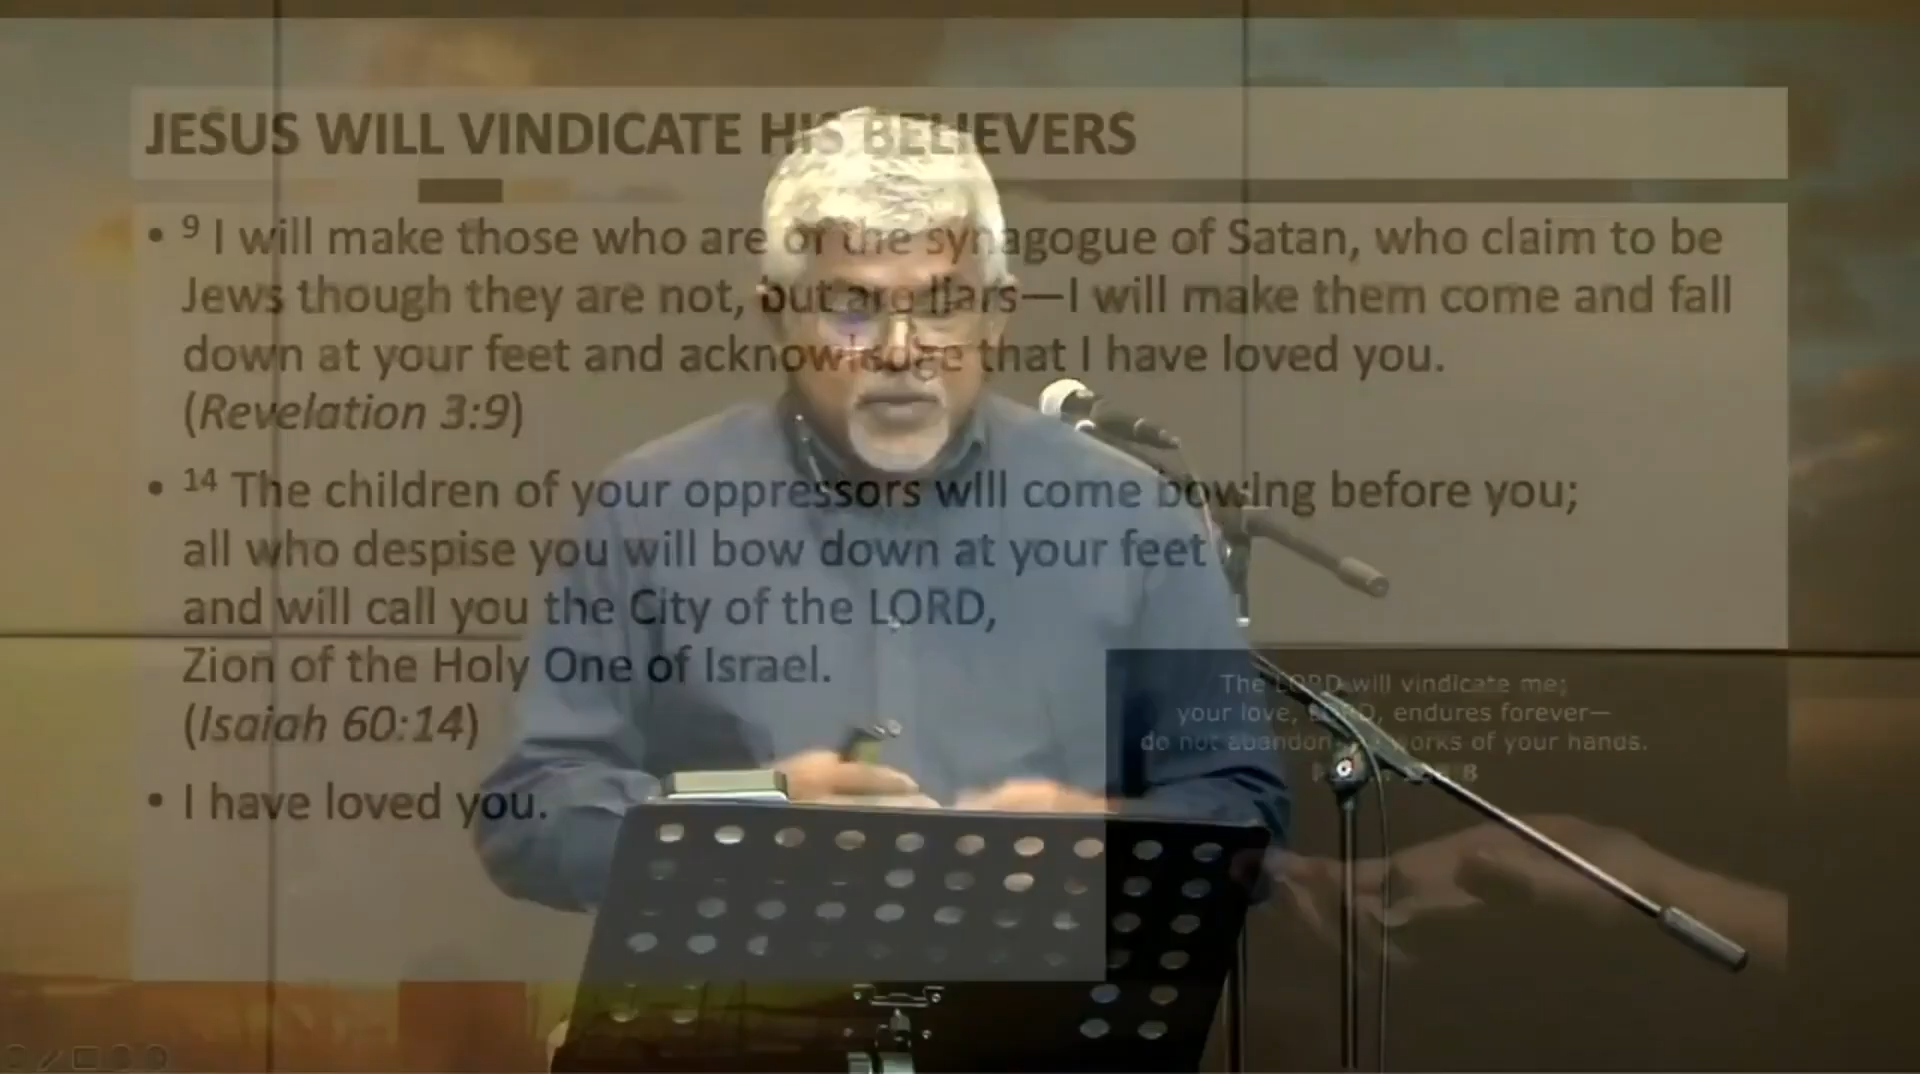 JESUS WILL VINDICATE HIS BELIEVERS
• ⁹ I will make those who are of the synagogue of Satan, who claim to be
Jews though they are not, but are liars—I will make them come and fall
down at your feet and acknowledge that I have loved you.
(Revelation 3:9)
• ¹⁴ The children of your oppressors will come bowing before you;
all who despise you will bow down at your feet
and will call you the City of the LORD,
Zion of the Holy One of Israel.
(Isaiah 60:14)
• I have loved you.
The LORD will vindicate me;
your love, LORD, endures forever—
do not abandon works of your hands.
8